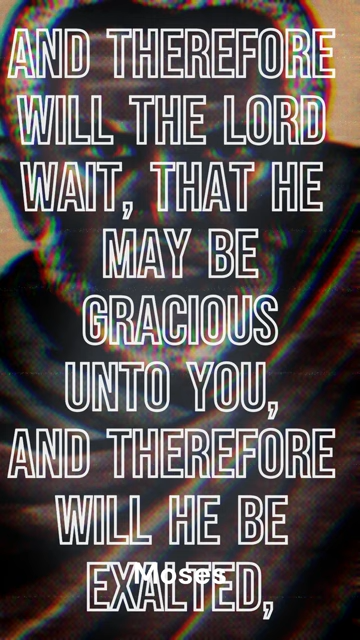 AND THEREFORE
WILL THE LORD
WAIT, THAT HE
MAY BE
GRACIOUS
UNTO YOU,
AND THEREFORE
WILL HE BE
EXALTED,
Moses